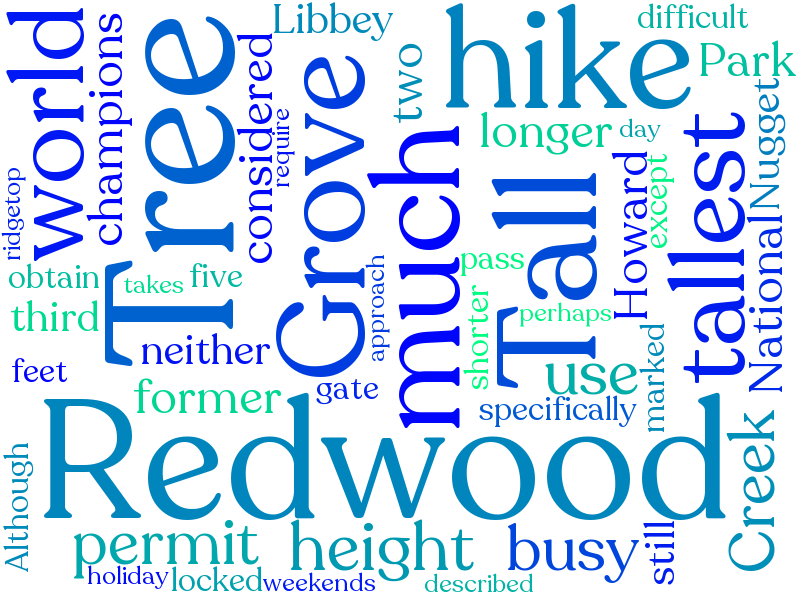 world
champions
Tree
considered
require
Libbey
Grove
two
hike
difficult
Park
longer
day
much
Tall
Howard
except
tallest
Nugget
National
ridgetop
obtain
takes
five
third
approach
pass
shorter
perhaps
neither
feet
gate
former
use
marked
specifically
Redwood
Creek
Although
permit
height
busy
still
holiday
locked
weekends
described